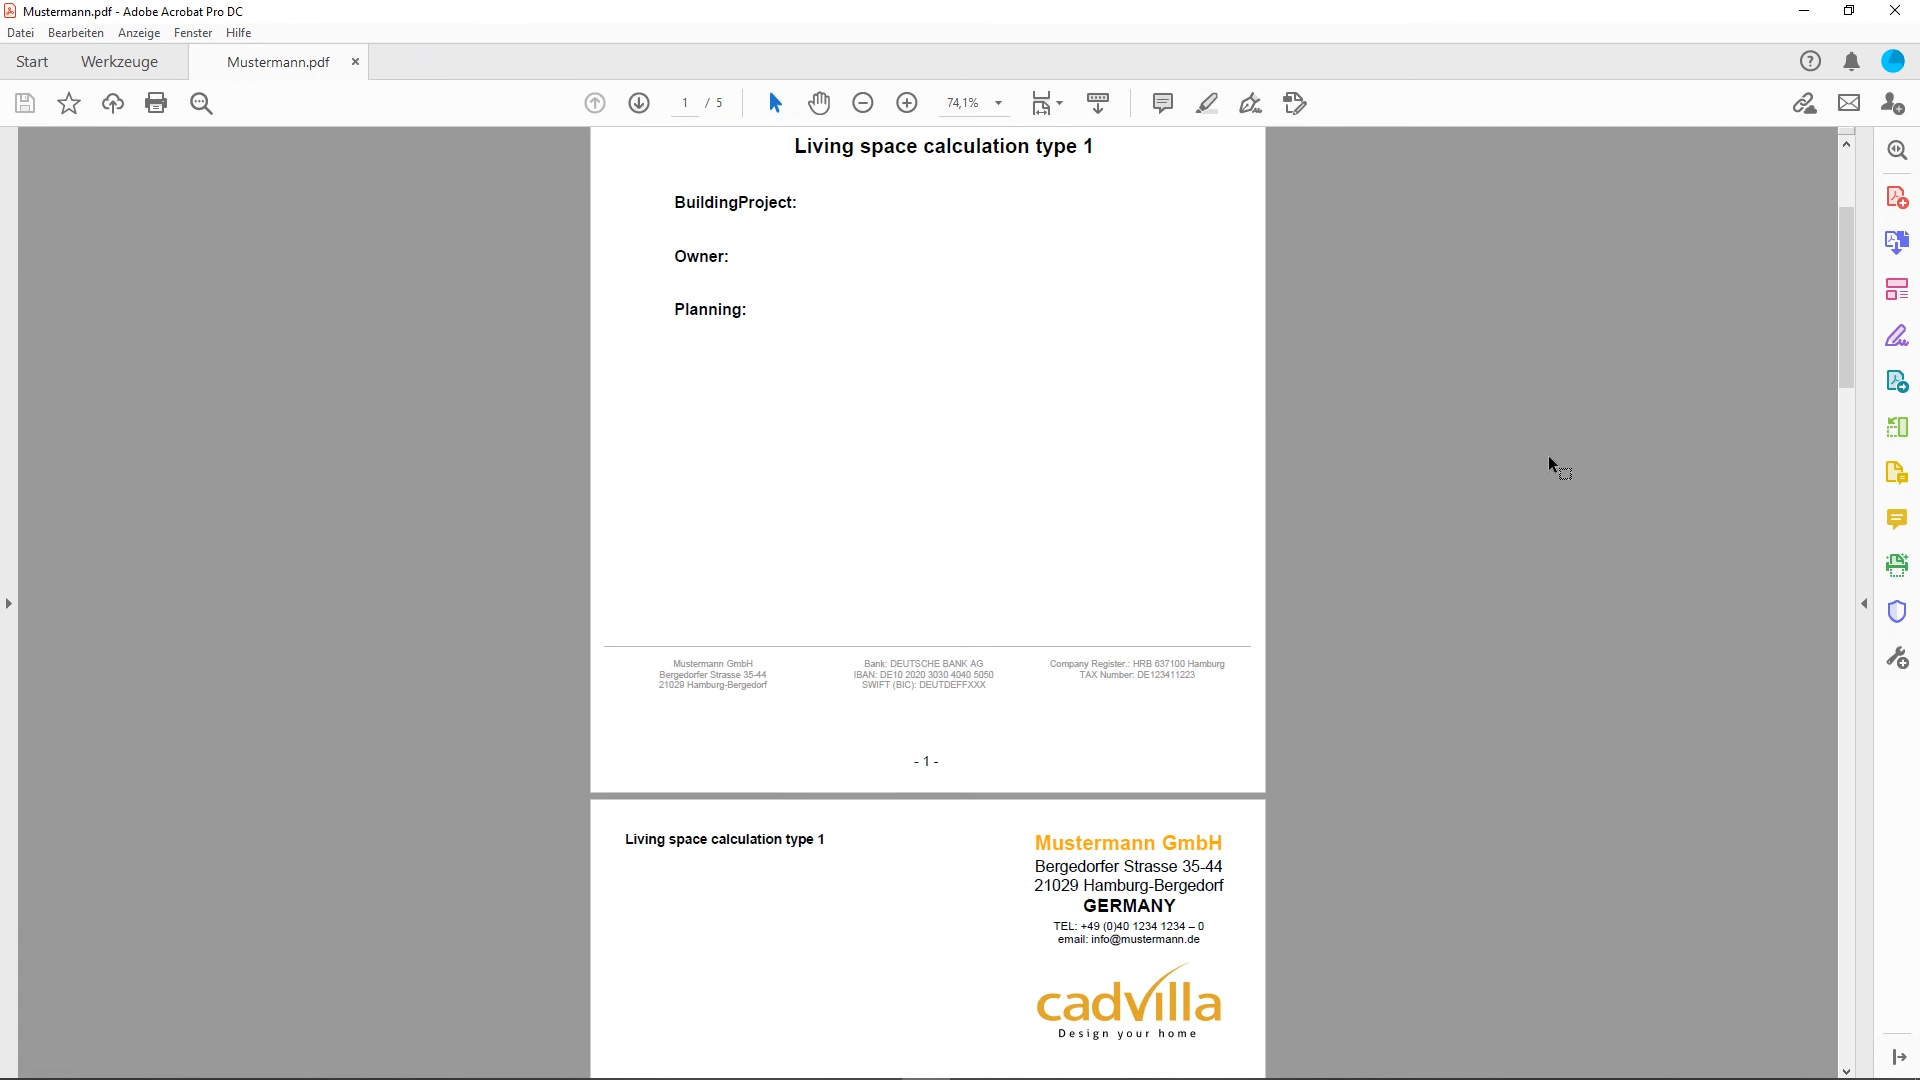 Mustermann.pdf - Adobe Acrobat Pro DC
Datei Bearbeiten Anzeige Fenster Hilfe
Start Werkzeuge Mustermann.pdf
1 / 5 74,1%
Living space calculation type 1
BuildingProject:
Owner:
Planning:
Mustermann GmbH
Bergedorfer Strasse 35-44
21029 Hamburg-Bergedorf
Bank: DEUTSCHE BANK AG
IBAN: DE10 2020 3030 4040 5050
SWIFT (BIC): DEUTDEFFXXX
Company Register.: HRB 637100 Hamburg
TAX Number: DE123411223
- 1 -
Living space calculation type 1
Mustermann GmbH
Bergedorfer Strasse 35-44
21029 Hamburg-Bergedorf
GERMANY
TEL: +49 (0)40 1234 1234 – 0
email: info@mustermann.de
cadvilla
Design your home